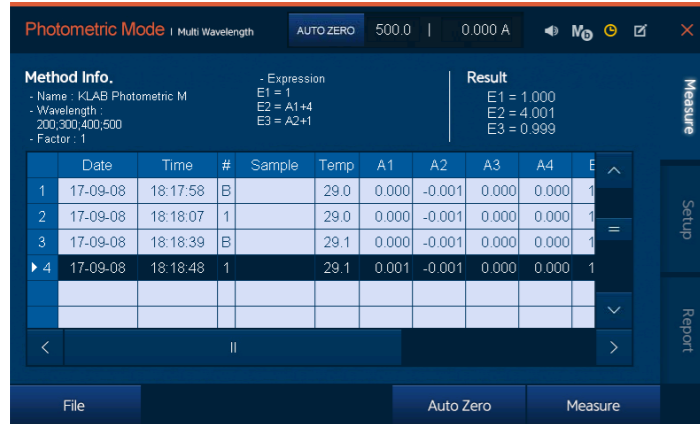 Photometric Mode | Multi Wavelength AUTO ZERO 500.0 | 0.000 A Mb
Method Info.
- Name : KLAB Photometric M
- Wavelength :
200;300;400;500
- Factor : 1
- Expression
E1 = 1
E2 = A1+4
E3 = A2+1
Result
E1 = 1.000
E2 = 4.001
E3 = 0.999
Date Time # Sample Temp A1 A2 A3 A4 E
1 17-09-08 18:17:58 B 29.0 0.000 -0.001 0.000 0.000 1
2 17-09-08 18:18:07 1 29.0 0.000 -0.001 0.000 0.000 1
3 17-09-08 18:18:39 B 29.1 0.000 -0.001 0.000 0.000 1
4 17-09-08 18:18:48 1 29.1 0.001 -0.001 0.000 0.000 1
Measure
Setup
Report
File Auto Zero Measure